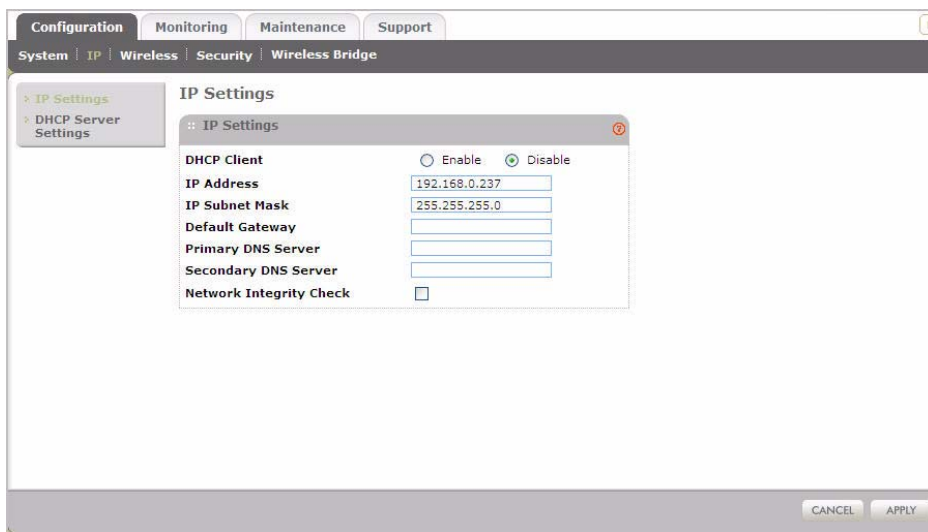 Configuration Monitoring Maintenance Support
System IP Wireless Security Wireless Bridge
> IP Settings
> DHCP Server
Settings
IP Settings
:: IP Settings ?
DHCP Client Enable Disable
IP Address 192.168.0.237
IP Subnet Mask 255.255.255.0
Default Gateway
Primary DNS Server
Secondary DNS Server
Network Integrity Check
CANCEL APPLY